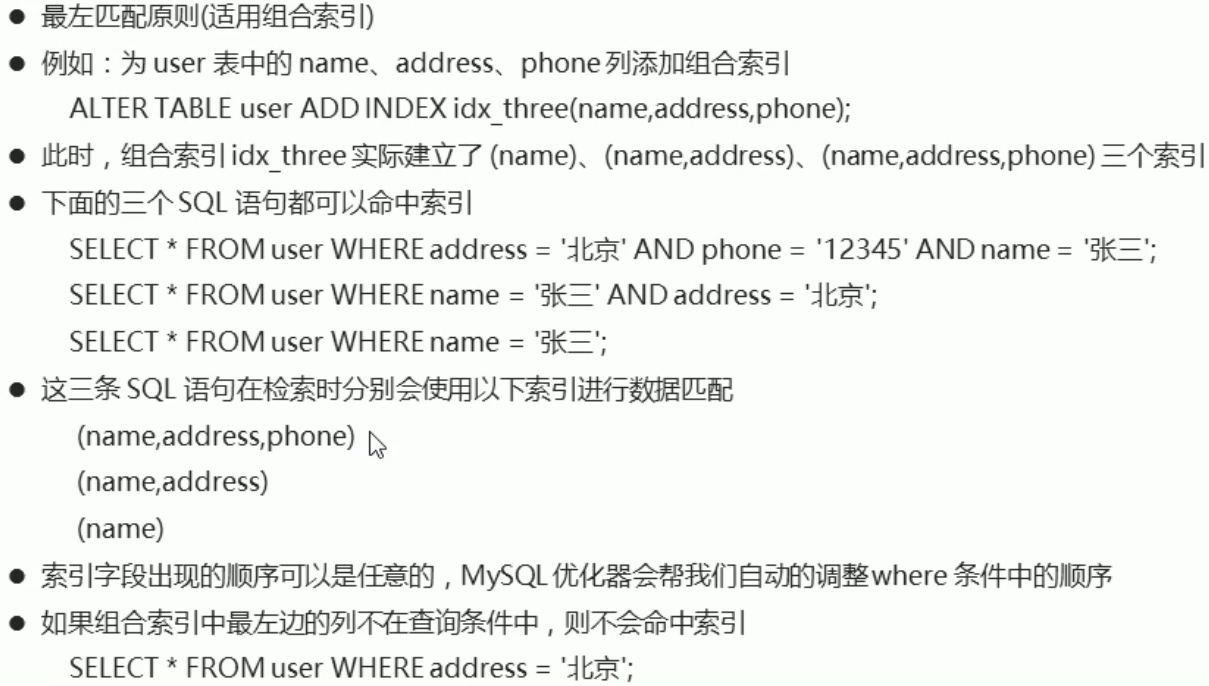 ● 最左匹配原则(适用组合索引)
● 例如：为 user 表中的 name、address、phone 列添加组合索引
ALTER TABLE user ADD INDEX idx_three(name,address,phone);
● 此时，组合索引 idx_three 实际建立了 (name)、(name,address)、(name,address,phone) 三个索引
● 下面的三个 SQL 语句都可以命中索引
SELECT * FROM user WHERE address = '北京' AND phone = '12345' AND name = '张三';
SELECT * FROM user WHERE name = '张三' AND address = '北京';
SELECT * FROM user WHERE name = '张三';
● 这三条 SQL 语句在检索时分别会使用以下索引进行数据匹配
(name,address,phone)
(name,address)
(name)
● 索引字段出现的顺序可以是任意的，MySQL 优化器会帮我们自动的调整where 条件中的顺序
● 如果组合索引中最左边的列不在查询条件中，则不会命中索引
SELECT * FROM user WHERE address = '北京';